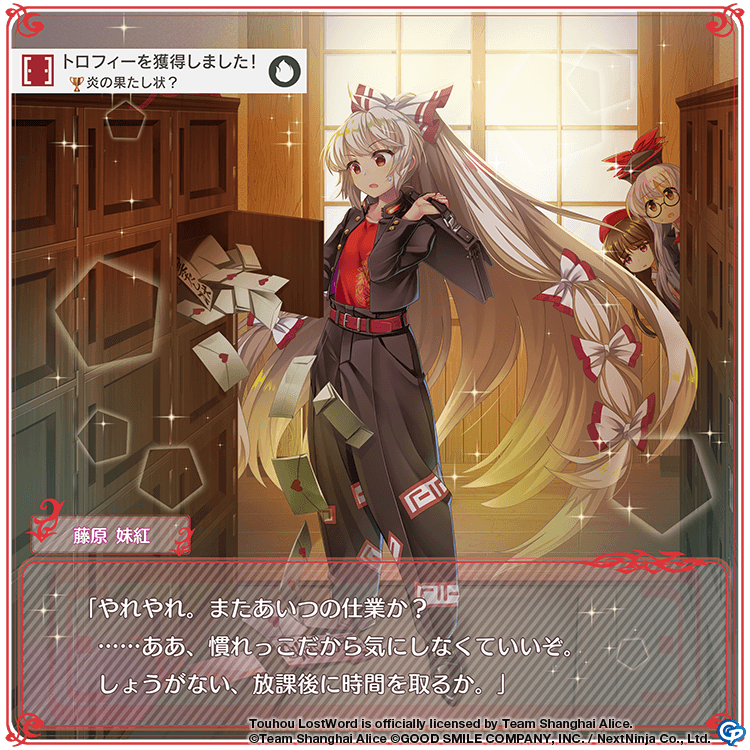 トロフィーを獲得しました!
炎の果たし状?
藤原 妹紅
「やれやれ。またあいつの仕業か?
……ああ、慣れっこだから気にしなくていいぞ。
しょうがない、放課後に時間を取るか。」
Touhou LostWord is officially licensed by Team Shanghai Alice.
©Team Shanghai Alice ©GOOD SMILE COMPANY, INC. / NextNinja Co., Ltd.